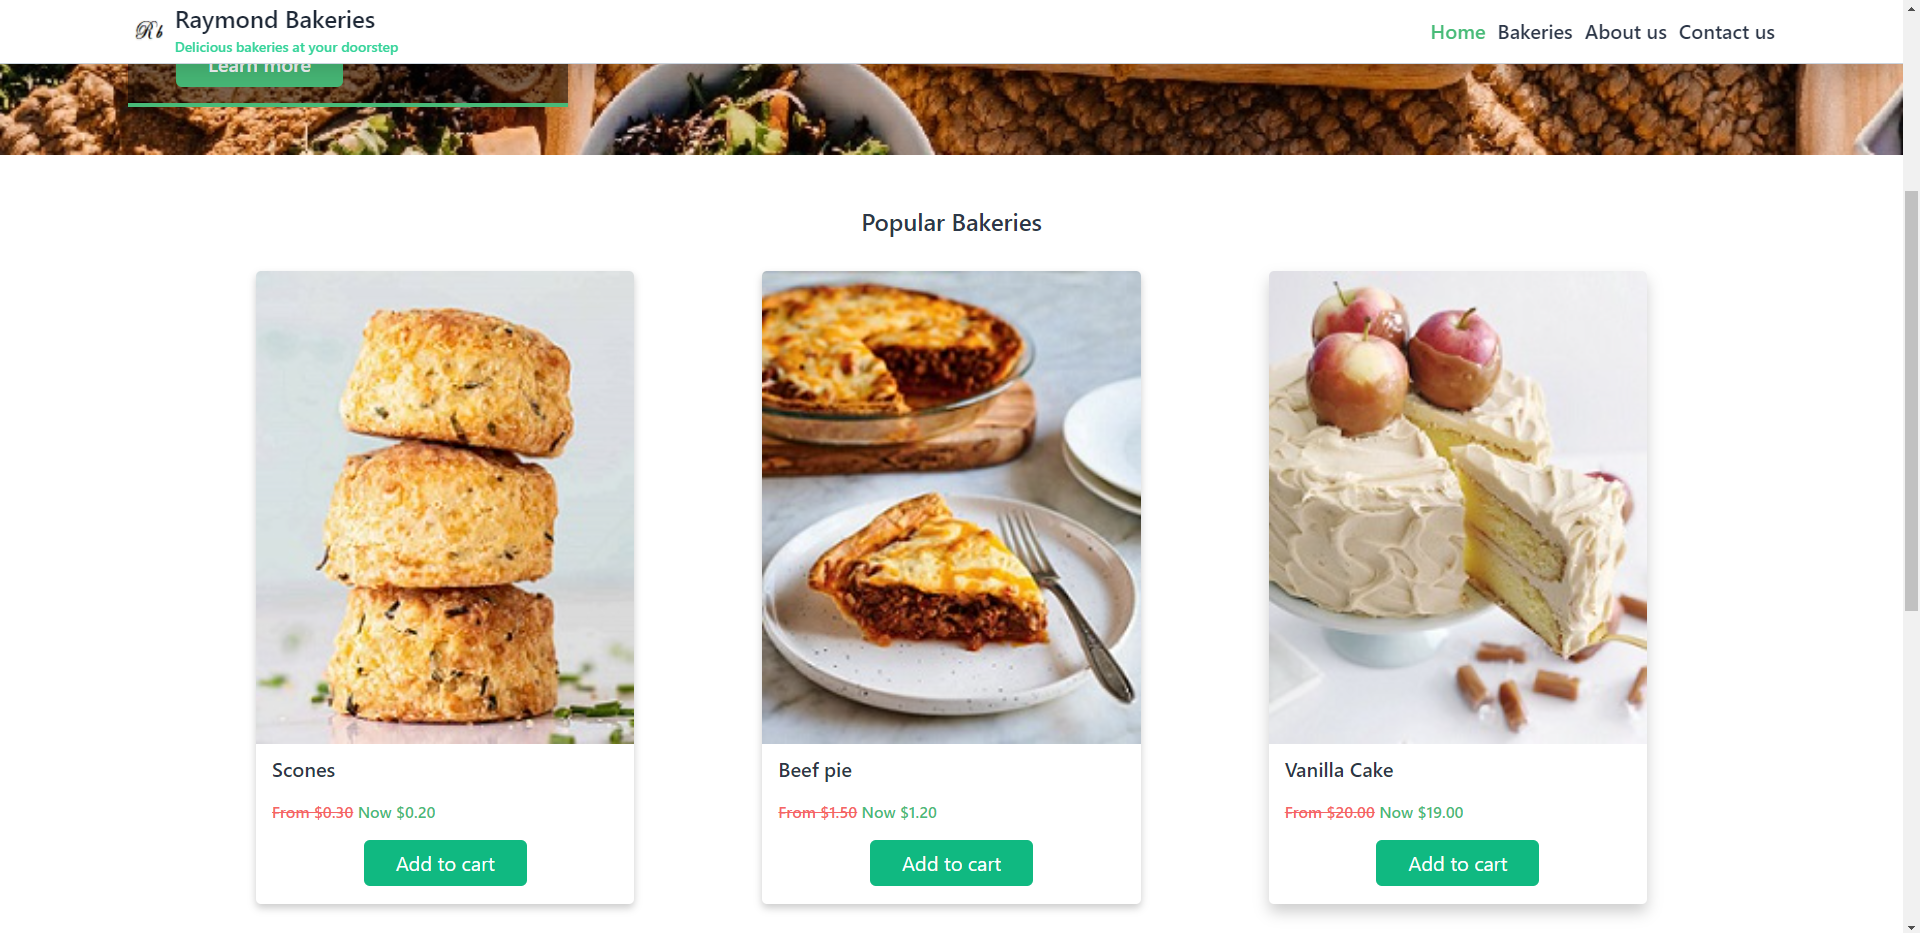 Rb
Raymond Bakeries
Delicious bakeries at your doorstep
Home Bakeries About us Contact us
Learn more
Popular Bakeries
Scones
From $0.30 Now $0.20
Add to cart
Beef pie
From $1.50 Now $1.20
Add to cart
Vanilla Cake
From $20.00 Now $19.00
Add to cart